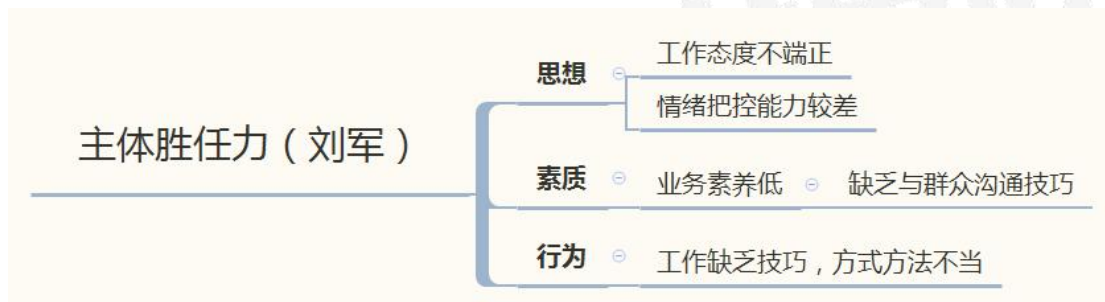 主体胜任力（刘军）
思想
工作态度不端正
情绪把控能力较差
素质
业务素养低
缺乏与群众沟通技巧
行为
工作缺乏技巧，方式方法不当